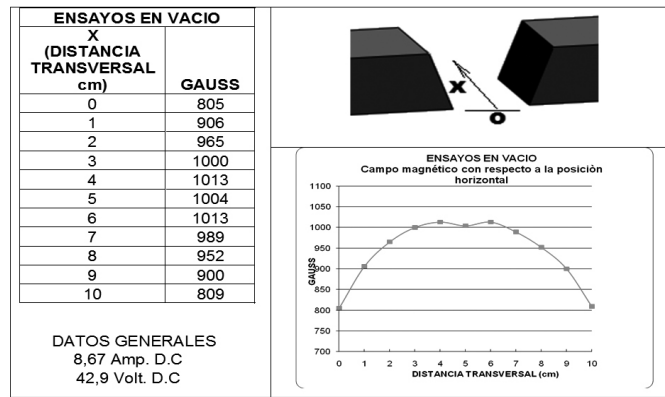 ENSAYOS EN VACIO
X
(DISTANCIA
TRANSVERSAL
cm) GAUSS
0 805
1 906
2 965
3 1000
4 1013
5 1004
6 1013
7 989
8 952
9 900
10 809
DATOS GENERALES
8,67 Amp. D.C
42,9 Volt. D.C
X
O
ENSAYOS EN VACIO
Campo magnético con respecto a la posiciòn
horizontal
GAUSS
1100
1050
1000
950
900
850
800
750
700
0 1 2 3 4 5 6 7 8 9 10
DISTANCIA TRANSVERSAL (cm)